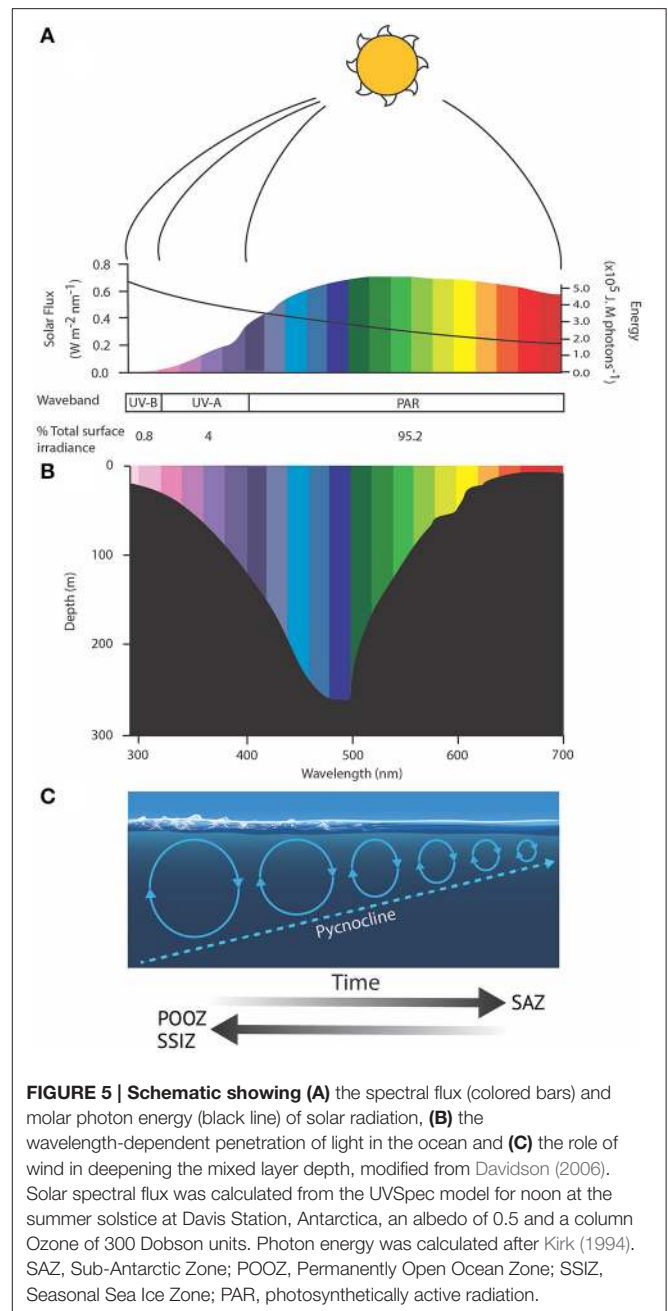 A
0.8
0.6
0.4
0.2
0.0
Solar Flux
(W m-2 nm-1)
5.0
4.0
3.0
2.0
1.0
0.0
Energy
(x10⁵ J. M photons-1)
Waveband UV-B UV-A PAR
% Total surface
irradiance 0.8 4 95.2
B
0
100
200
300
Depth (m)
300 400 500 600 700
Wavelength (nm)
C
Pycnocline
Time
SAZ
POOZ
SSIZ
FIGURE 5 | Schematic showing (A) the spectral flux (colored bars) and
molar photon energy (black line) of solar radiation, (B) the
wavelength-dependent penetration of light in the ocean and (C) the role of
wind in deepening the mixed layer depth, modified from Davidson (2006).
Solar spectral flux was calculated from the UVSpec model for noon at the
summer solstice at Davis Station, Antarctica, an albedo of 0.5 and a column
Ozone of 300 Dobson units. Photon energy was calculated after Kirk (1994).
SAZ, Sub-Antarctic Zone; POOZ, Permanently Open Ocean Zone; SSIZ,
Seasonal Sea Ice Zone; PAR, photosynthetically active radiation.